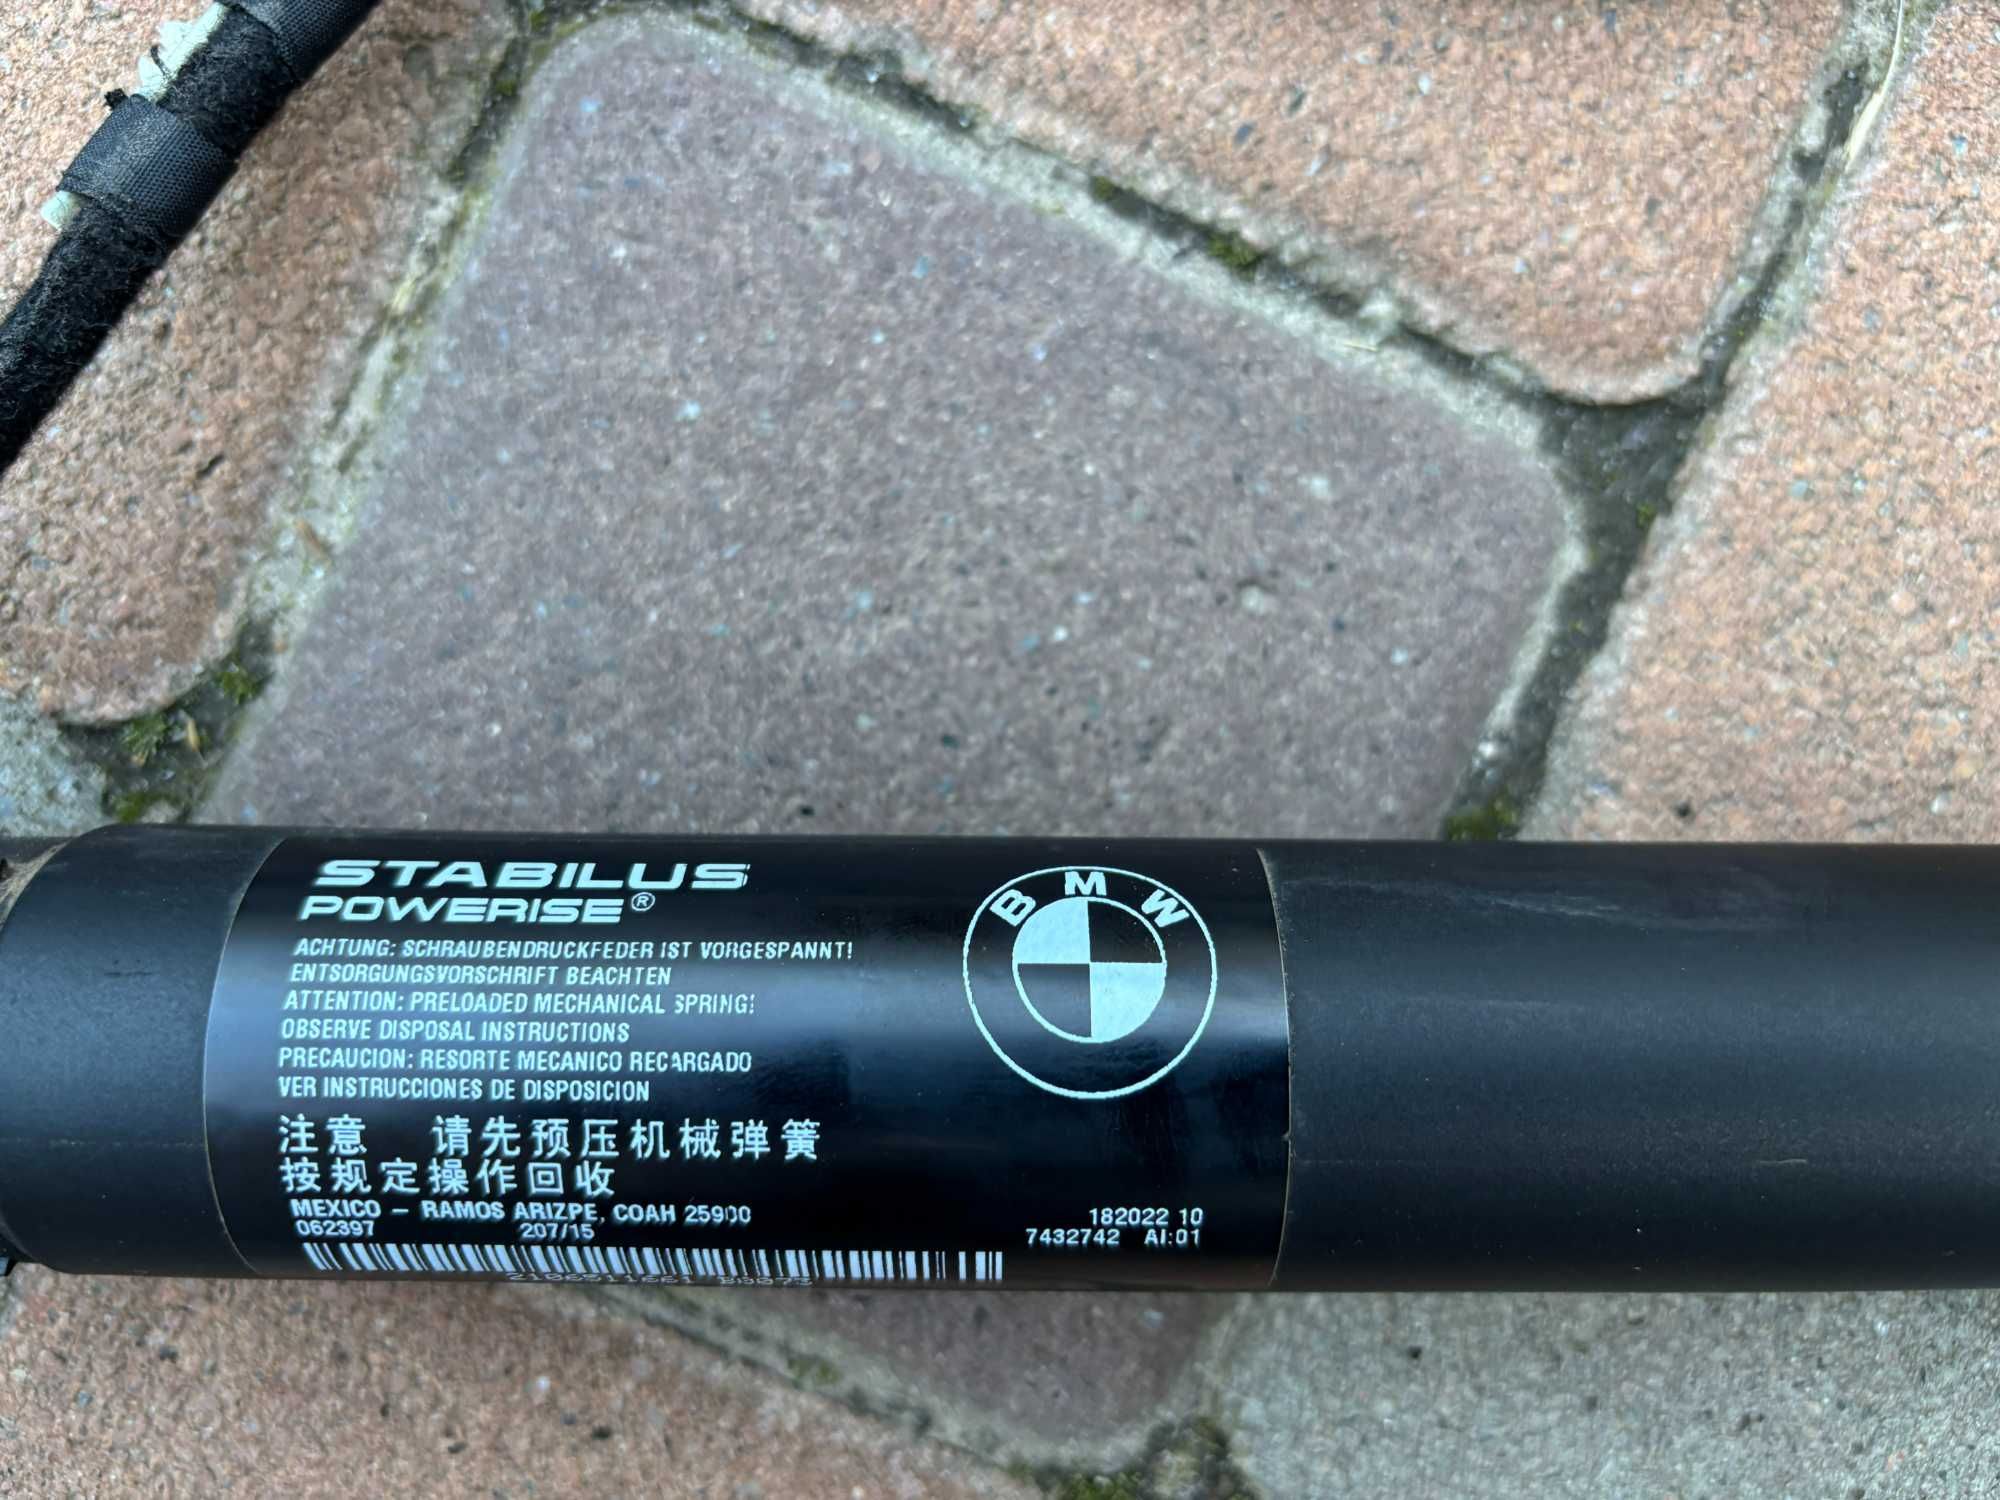 STABILUS
POWERISE®
ACHTUNG: SCHRAUBENDRUCKFEDER IST VORGESPANNT!
ENTSORGUNGSVORSCHRIFT BEACHTEN
ATTENTION: PRELOADED MECHANICAL SPRING!
OBSERVE DISPOSAL INSTRUCTIONS
PRECAUCION: RESORTE MECANICO RECARGADO
VER INSTRUCCIONES DE DISPOSICION
注意 请先预压机械弹簧
按规定操作回收
MEXICO – RAMOS ARIZPE, COAH 25900
062397 207/15
BMW
182022 10
7432742 AI:01